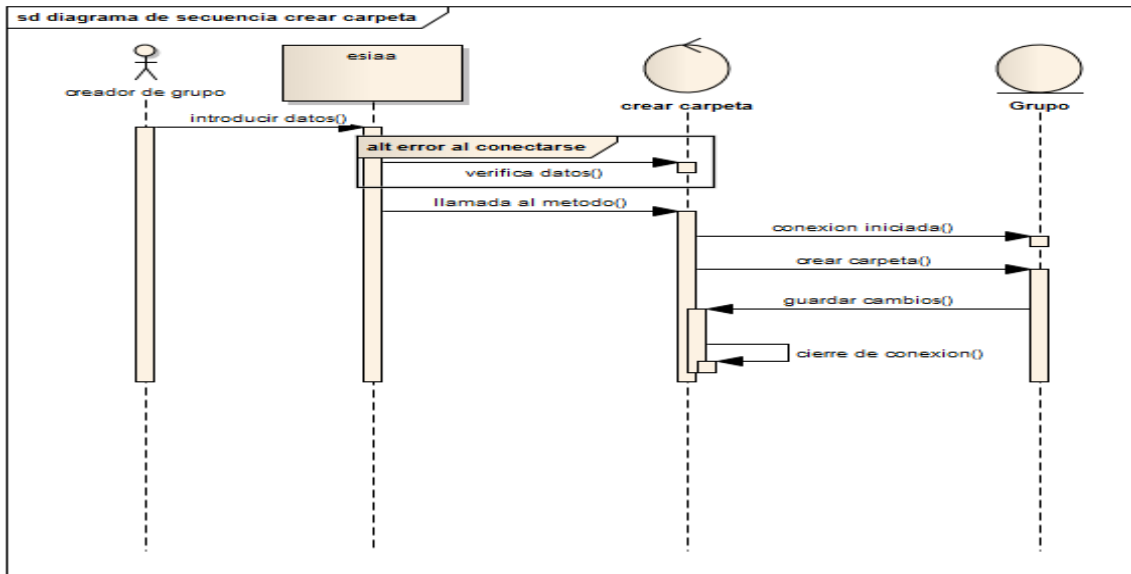 sd diagrama de secuencia crear carpeta
esiaa
creador de grupo
crear carpeta
Grupo
introducir datos()
alt error al conectarse
verifica datos()
llamada al metodo()
conexion iniciada()
crear carpeta()
guardar cambios()
cierre de conexion()